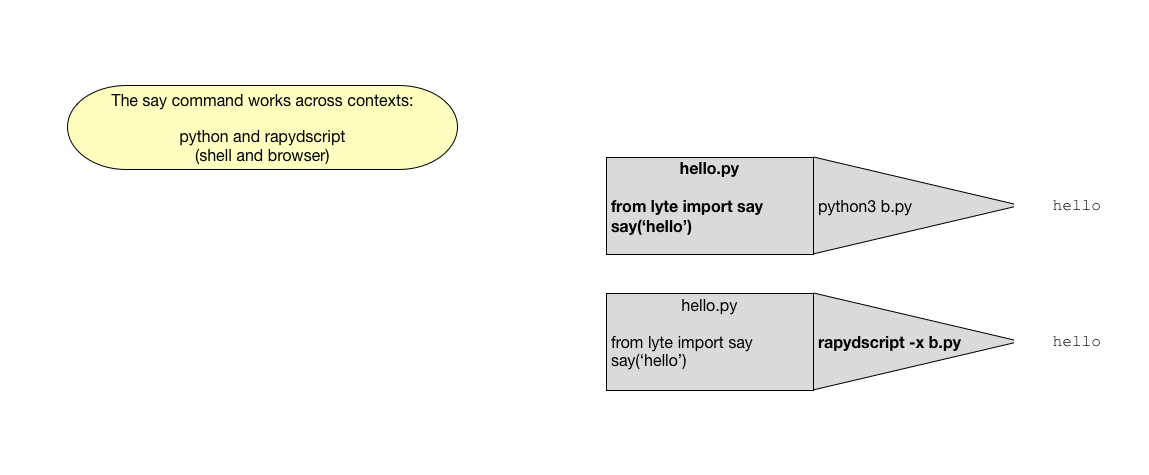 The say command works across contexts:
python and rapydscript
(shell and browser)
hello.py
from lyte import say
say(‘hello’)
python3 b.py
hello
hello.py
from lyte import say
say(‘hello’)
rapydscript -x b.py
hello